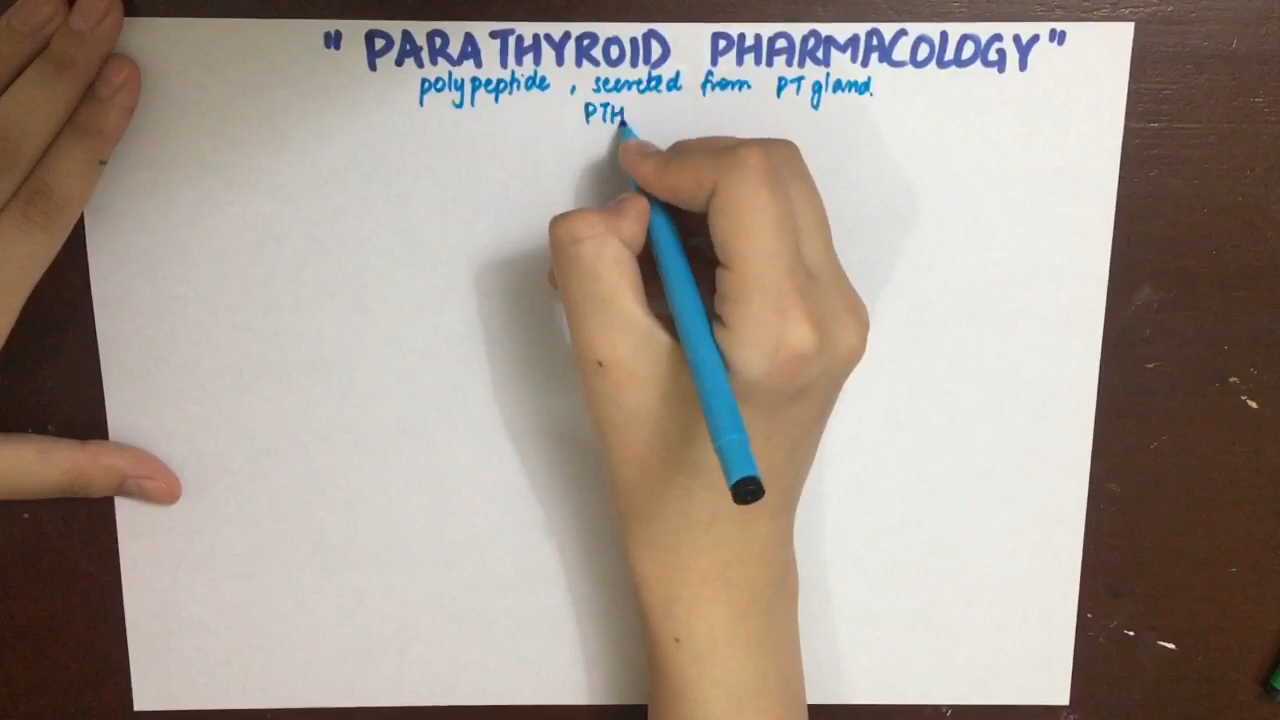 " PARATHYROID PHARMACOLOGY"
polypeptide , secreted from PT gland.
PTH